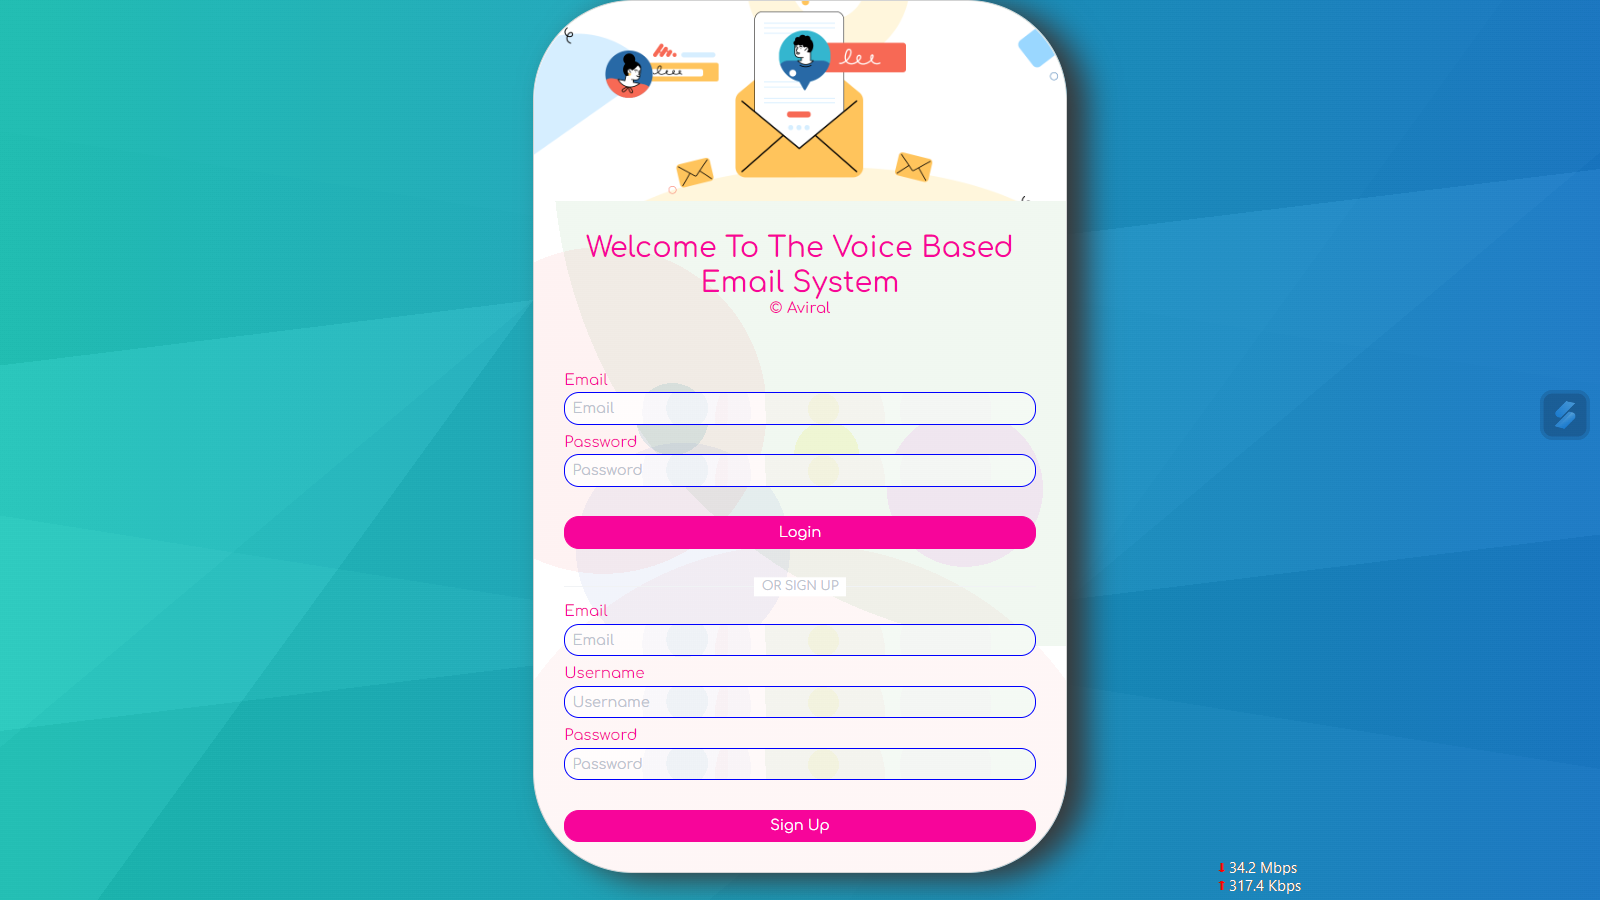 Welcome To The Voice Based
Email System
© Aviral
Email
Email
Password
Password
Login
OR SIGN UP
Email
Email
Username
Username
Password
Password
Sign Up
34.2 Mbps
317.4 Kbps